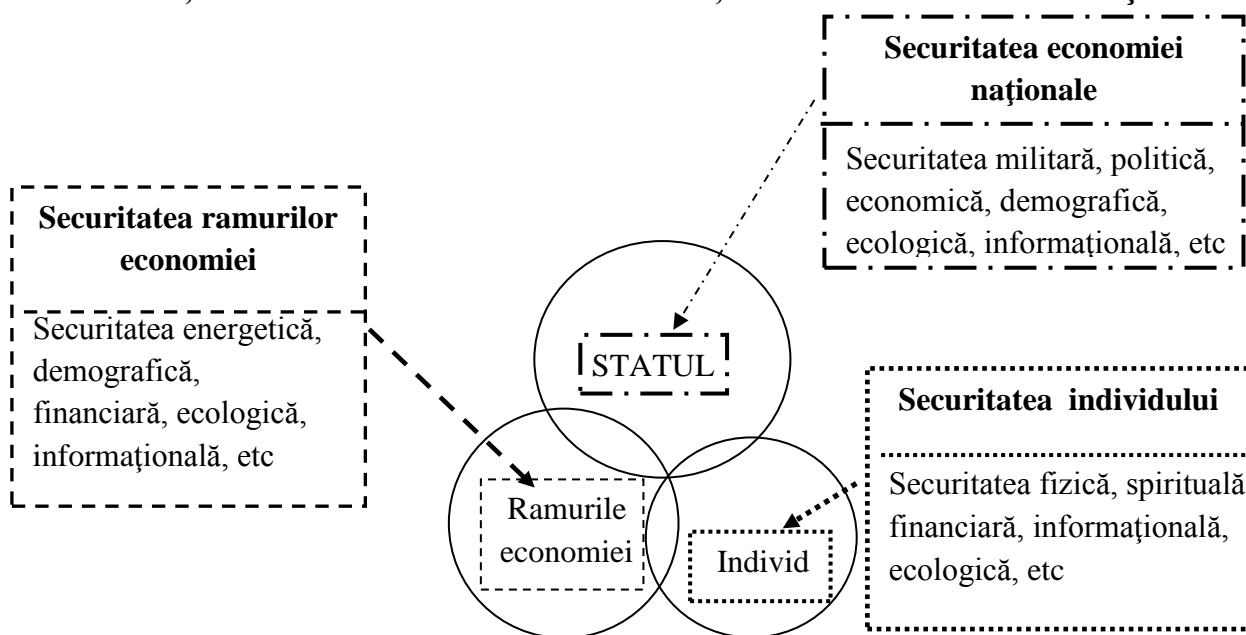 Securitatea economiei
naţionale
Securitatea militară, politică,
economică, demografică,
ecologică, informaţională, etc
Securitatea ramurilor
economiei
Securitatea energetică,
demografică,
financiară, ecologică,
informaţională, etc
STATUL
Securitatea individului
Securitatea fizică, spirituală
financiară, informaţională,
ecologică, etc
Ramurile
economiei
Individ